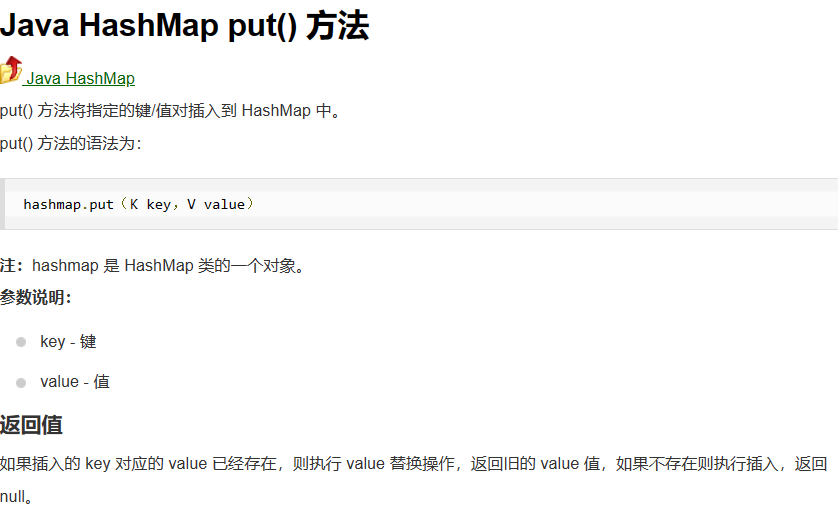 Java HashMap put() 方法
Java HashMap
put() 方法将指定的键/值对插入到 HashMap 中。
put() 方法的语法为：
hashmap.put（K key，V value）
注：hashmap 是 HashMap 类的一个对象。
参数说明：
key - 键
value - 值
返回值
如果插入的 key 对应的 value 已经存在，则执行 value 替换操作，返回旧的 value 值，如果不存在则执行插入，返回
null。